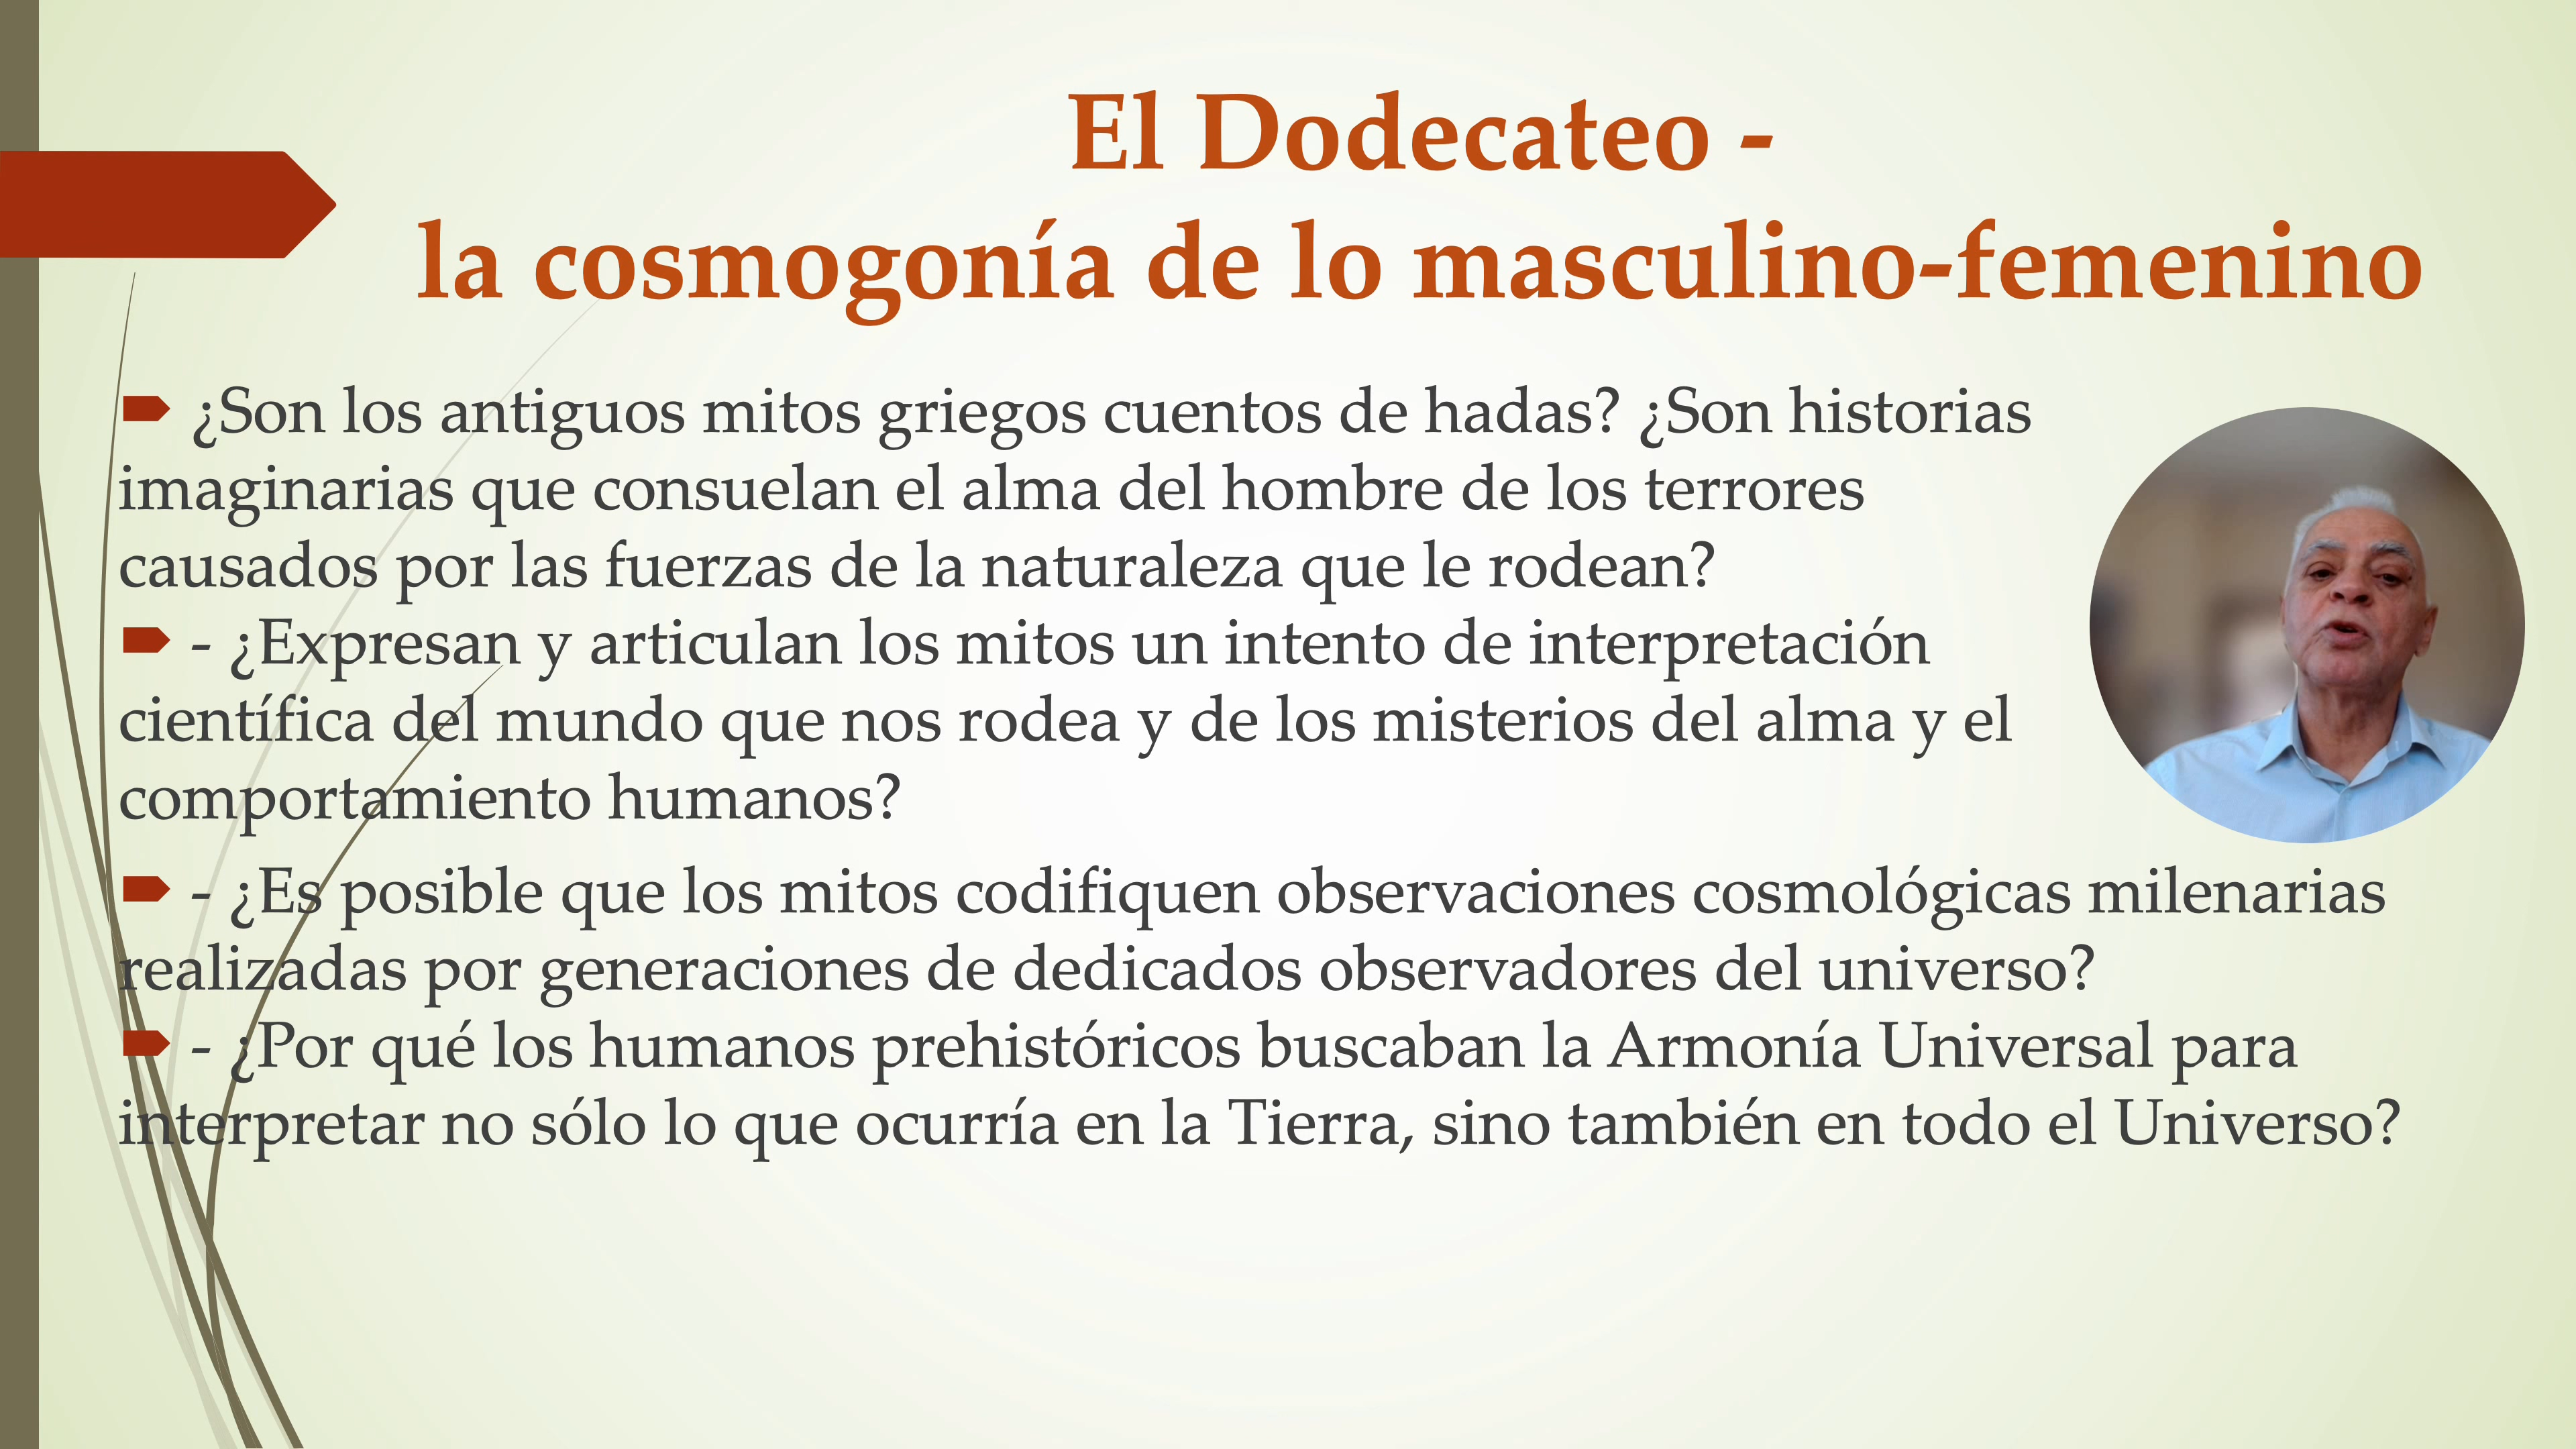 El Dodecateo -
la cosmogonía de lo masculino-femenino
¿Son los antiguos mitos griegos cuentos de hadas? ¿Son historias
imaginarias que consuelan el alma del hombre de los terrores
causados por las fuerzas de la naturaleza que le rodean?
- ¿Expresan y articulan los mitos un intento de interpretación
científica del mundo que nos rodea y de los misterios del alma y el
comportamiento humanos?
- ¿Es posible que los mitos codifiquen observaciones cosmológicas milenarias
realizadas por generaciones de dedicados observadores del universo?
- ¿Por qué los humanos prehistóricos buscaban la Armonía Universal para
interpretar no sólo lo que ocurría en la Tierra, sino también en todo el Universo?